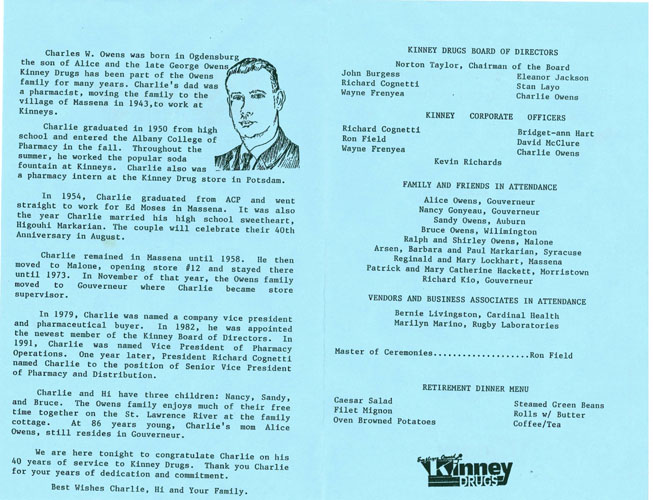 Charles W. Owens was born in Ogdensburg
the son of Alice and the late George Owens
Kinney Drugs has been part of the Owens
family for many years. Charlie's dad was
a pharmacist, moving the family to the
village of Massena in 1943,to work at
Kinneys.
Charlie graduated in 1950 from high
school and entered the Albany College of
Pharmacy in the fall. Throughout the
summer, he worked the popular soda
fountain at Kinneys. Charlie also was
a pharmacy intern at the Kinney Drug store in Potsdam.
In 1954, Charlie graduated from ACP and went
straight to work for Ed Moses in Massena. It was also
the year Charlie married his high school sweetheart,
Higouhi Markarian. The couple will celebrate their 40th
Anniversary in August.
Charlie remained in Massena until 1958. He then
moved to Malone, opening store #12 and stayed there
until 1973. In November of that year, the Owens family
moved to Gouverneur where Charlie became store
supervisor.
In 1979, Charlie was named a company vice president
and pharmaceutical buyer. In 1982, he was appointed
the newest member of the Kinney Board of Directors. In
1991, Charlie was named Vice President of Pharmacy
Operations. One year later, President Richard Cognetti
named Charlie to the position of Senior Vice President
of Pharmacy and Distribution.
Charlie and Hi have three children: Nancy, Sandy,
and Bruce. The Owens family enjoys much of their free
time together on the St. Lawrence River at the family
cottage. At 86 years young, Charlie's mom Alice
Owens, still resides in Gouverneur.
We are here tonight to congratulate Charlie on his
40 years of service to Kinney Drugs. Thank you Charlie
for your years of dedication and commitment.
Best Wishes Charlie, Hi and Your Family.
KINNEY DRUGS BOARD OF DIRECTORS
Norton Taylor, Chairman of the Board
John Burgess Eleanor Jackson
Richard Cognetti Stan Layo
Wayne Frenyea Charlie Owens
KINNEY CORPORATE OFFICERS
Richard Cognetti Bridget-ann Hart
Ron Field David McClure
Wayne Frenyea Charlie Owens
Kevin Richards
FAMILY AND FRIENDS IN ATTENDANCE
Alice Owens, Gouverneur
Nancy Gonyeau, Gouverneur
Sandy Owens, Auburn
Bruce Owens, Wilimington
Ralph and Shirley Owens, Malone
Arsen, Barbara and Paul Markarian, Syracuse
Reginald and Mary Lockhart, Massena
Patrick and Mary Catherine Hackett, Morristown
Richard Kio, Gouverneur
VENDORS AND BUSINESS ASSOCIATES IN ATTENDANCE
Bernie Livingston, Cardinal Health
Marilyn Marino, Rugby Laboratories
Master of Ceremonies...................Ron Field
RETIREMENT DINNER MENU
Caesar Salad Steamed Green Beans
Filet Mignon Rolls w/ Butter
Oven Browned Potatoes Coffee/Tea
Kinney
DRUGS